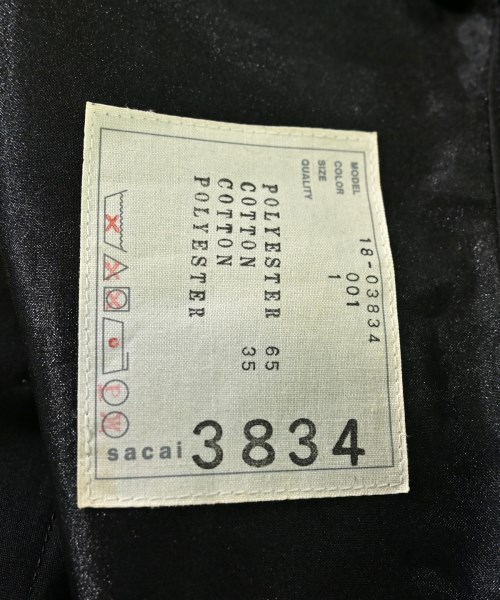 MODEL 18-03834
COLOR 001
SIZE 1
QUALITY
POLYESTER 65
COTTON 35
COTTON
POLYESTER
P W
sacai 3834